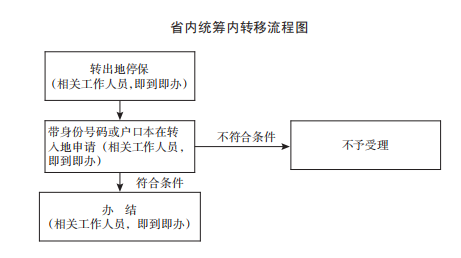 省内统筹内转移流程图
转出地停保
(相关工作人员,即到即办)
带身份号码或户口本在转
入地申请（相关工作人员，
即到即办）
不符合条件
不予受理
符合条件
办 结
(相关工作人员，即到即办）